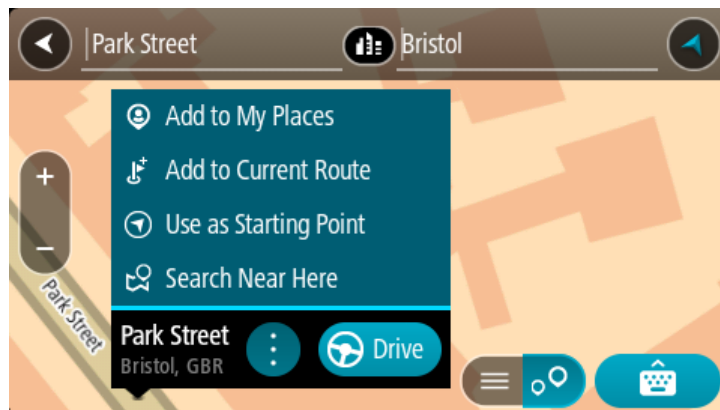 Park Street
Bristol
Add to My Places
Add to Current Route
Use as Starting Point
Search Near Here
Park Street
Park Street
Bristol, GBR
Drive